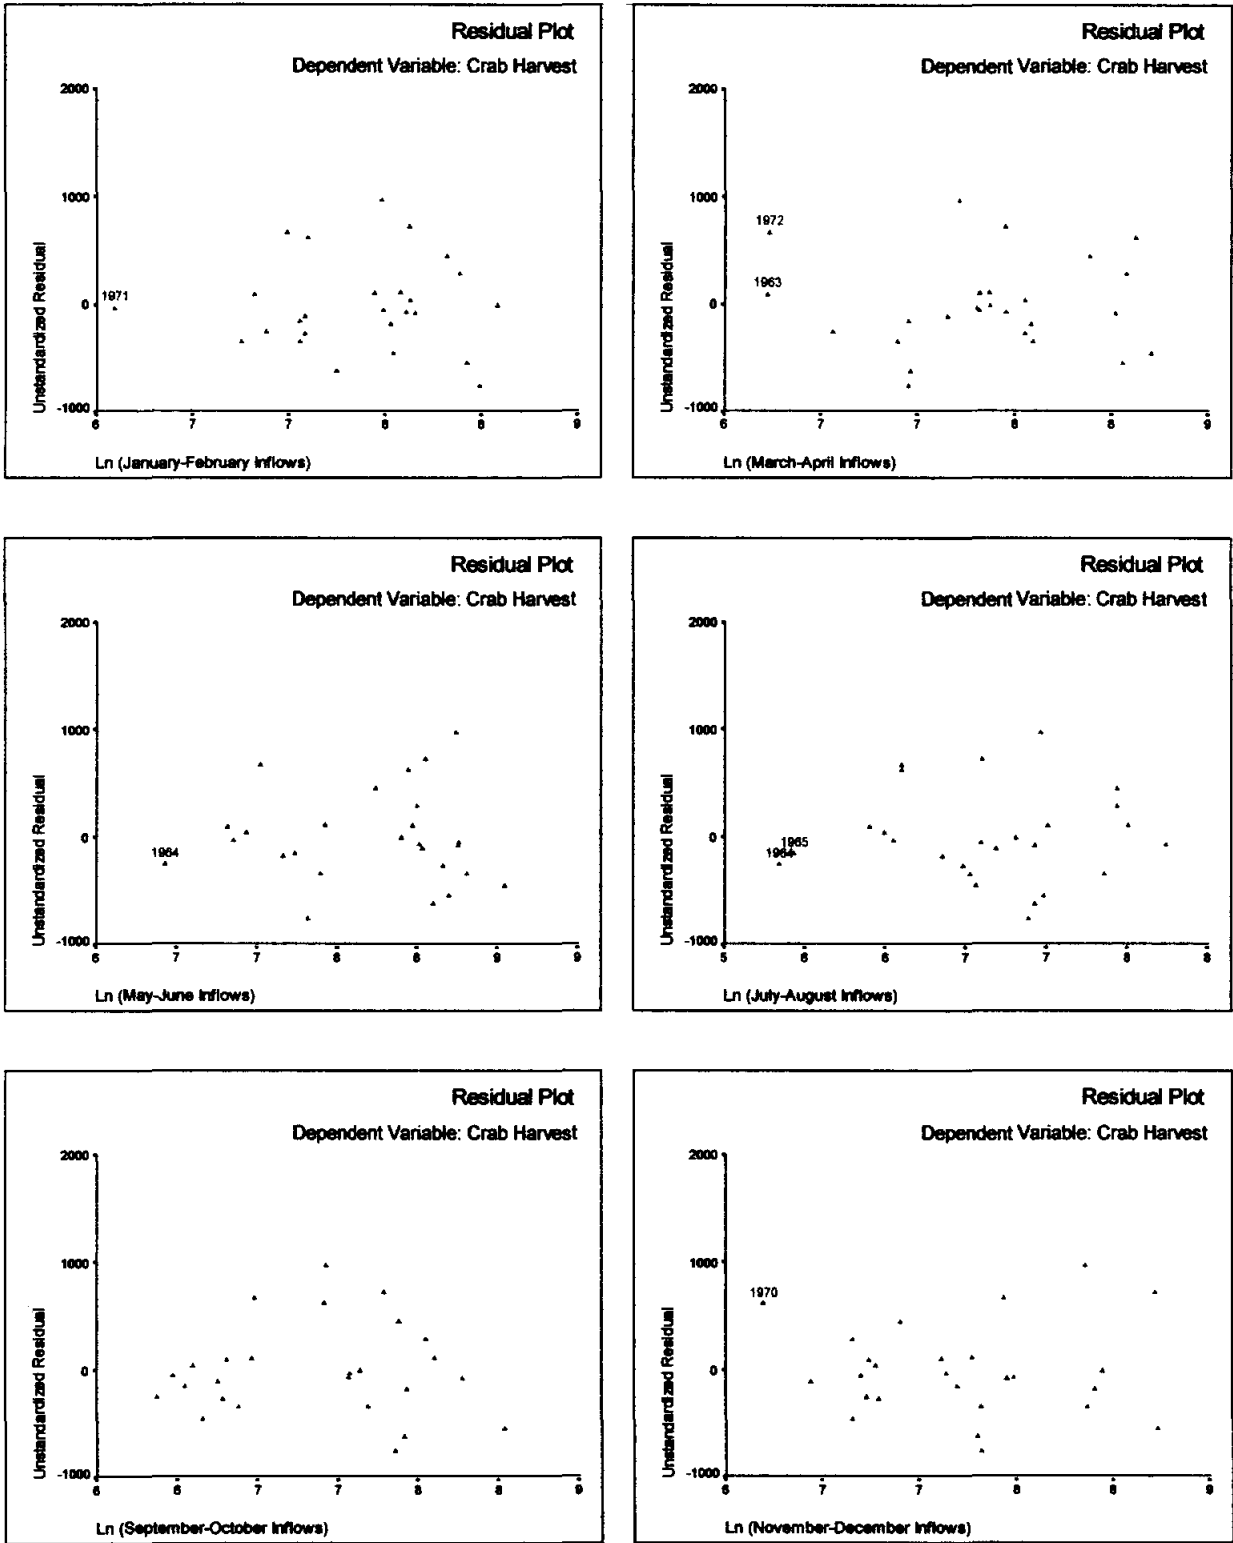 Residual Plot
Dependent Variable: Crab Harvest
2000
1000
0
-1000
Unstandardized Residual
1971
6 7 7 8 8 9
Ln (January-February Inflows)
Residual Plot
Dependent Variable: Crab Harvest
2000
1000
0
-1000
Unstandardized Residual
1972
1963
6 7 7 8 8 9
Ln (March-April Inflows)
Residual Plot
Dependent Variable: Crab Harvest
2000
1000
0
-1000
Unstandardized Residual
1964
6 7 7 8 8 9 9
Ln (May-June Inflows)
Residual Plot
Dependent Variable: Crab Harvest
2000
1000
0
-1000
Unstandardized Residual
1965
1964
5 6 6 7 7 8 8
Ln (July-August Inflows)
Residual Plot
Dependent Variable: Crab Harvest
2000
1000
0
-1000
Unstandardized Residual
6 6 7 7 8 8 9
Ln (September-October Inflows)
Residual Plot
Dependent Variable: Crab Harvest
2000
1000
0
-1000
Unstandardized Residual
1970
6 7 7 8 8 9
Ln (November-December Inflows)